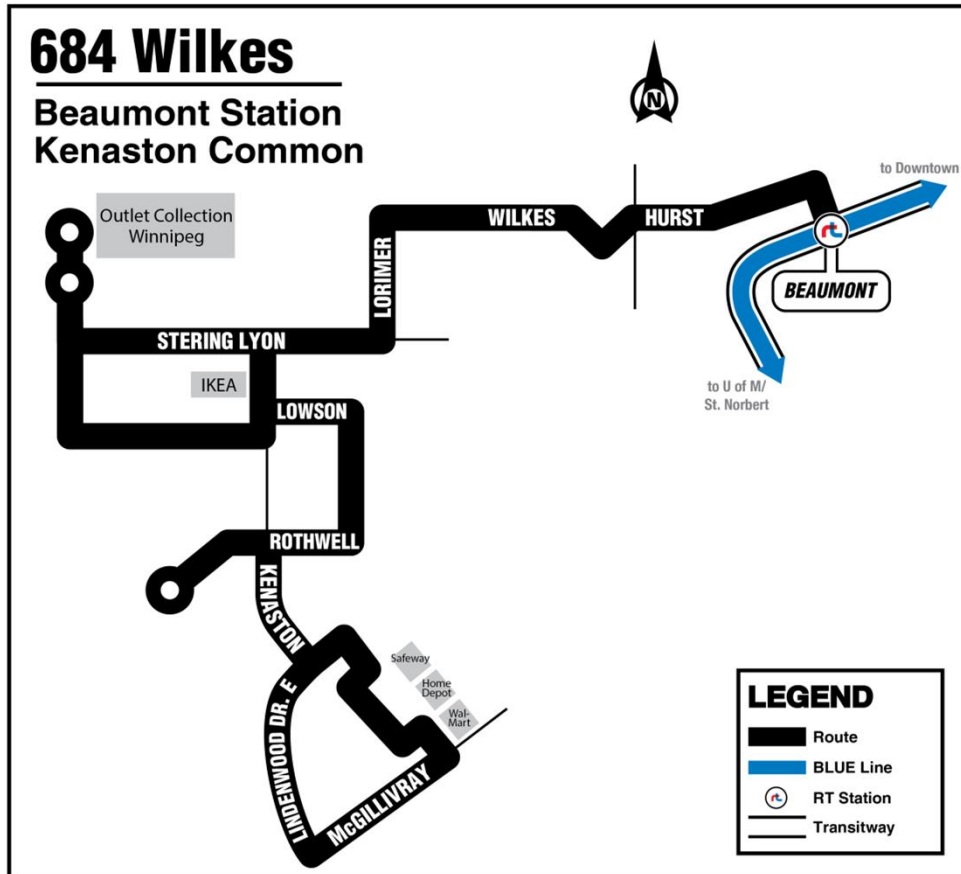 684 Wilkes
Beaumont Station
Kenaston Common
N
to Downtown
Outlet Collection
Winnipeg
WILKES
HURST
LORIMER
BEAUMONT
STERING LYON
IKEA
to U of M/
St. Norbert
LOWSON
ROTHWELL
KENASTON
Safeway
Home
Depot
Wal-
Mart
LINDENWOOD DR. E
McGILLIVRAY
LEGEND
Route
BLUE Line
rt
RT Station
Transitway